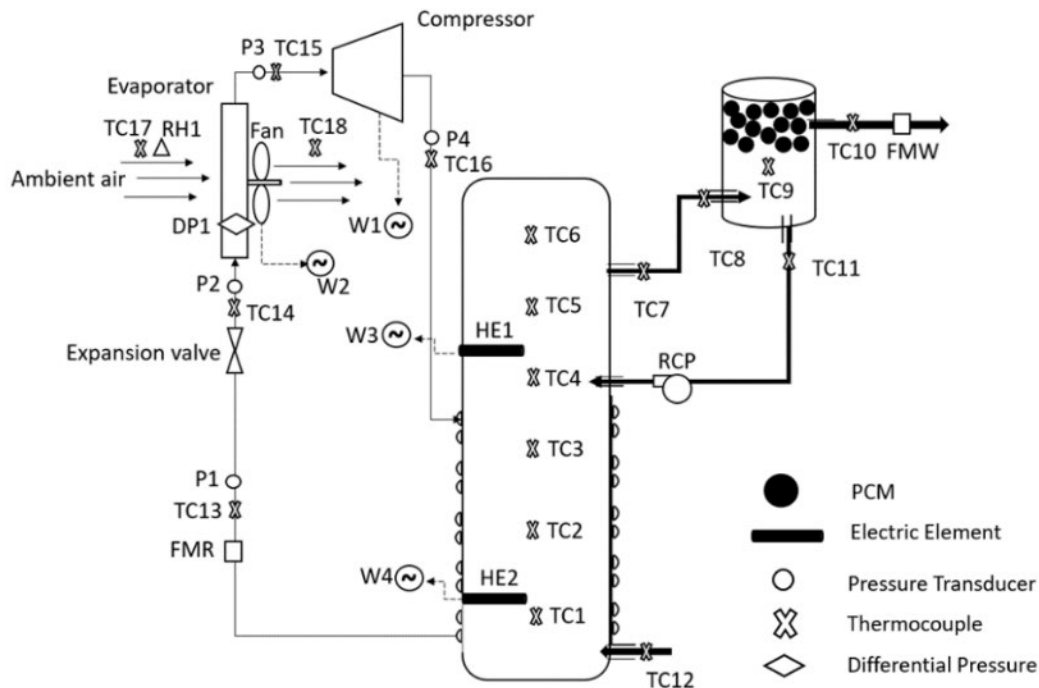 Compressor
P3
TC15
Evaporator
TC17
RH1
Fan
TC18
Ambient air
DP1
P4
TC16
W1
W2
P2
TC14
Expansion valve
W3
HE1
TC6
TC5
TC4
TC3
TC2
TC1
P1
TC13
FMR
W4
HE2
TC7
TC8
TC9
TC10
FMW
TC11
RCP
TC12
PCM
Electric Element
Pressure Transducer
Thermocouple
Differential Pressure